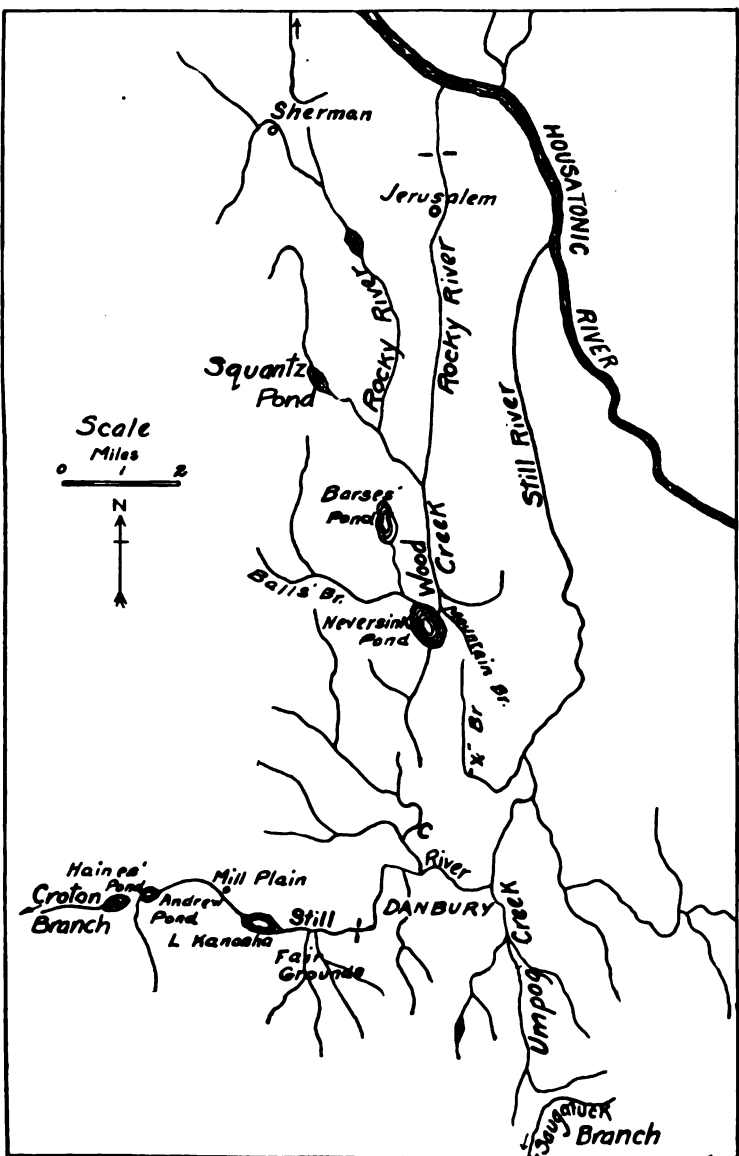 Sherman
HOUSATONIC
RIVER
Jerusalem
Rocky River
Rocky River
Squantz
Pond
Still River
Scale
Miles
0 1 2
N
Barses'
Pond
Wood
Creek
Balls' Br.
Neversink
Pond
Mountain Br.
"X" Br
C
River
Haines'
Pond
Mill Plain
Croton
Branch
Andrew
Pond
L Kanosha
Still
DANBURY
Fair
Grounds
Umpog Creek
Saugatuck
Branch